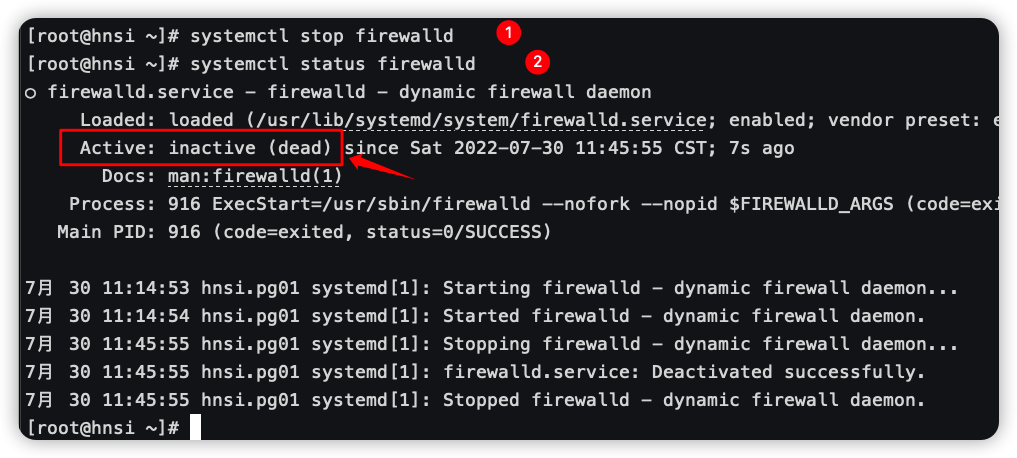 [root@hnsi ~]# systemctl stop firewalld 1
[root@hnsi ~]# systemctl status firewalld 2
○ firewalld.service - firewalld - dynamic firewall daemon
Loaded: loaded (/usr/lib/systemd/system/firewalld.service; enabled; vendor preset: e
Active: inactive (dead) since Sat 2022-07-30 11:45:55 CST; 7s ago
Docs: man:firewalld(1)
Process: 916 ExecStart=/usr/sbin/firewalld --nofork --nopid $FIREWALLD_ARGS (code=exi
Main PID: 916 (code=exited, status=0/SUCCESS)
7月 30 11:14:53 hnsi.pg01 systemd[1]: Starting firewalld - dynamic firewall daemon...
7月 30 11:14:54 hnsi.pg01 systemd[1]: Started firewalld - dynamic firewall daemon.
7月 30 11:45:55 hnsi.pg01 systemd[1]: Stopping firewalld - dynamic firewall daemon...
7月 30 11:45:55 hnsi.pg01 systemd[1]: firewalld.service: Deactivated successfully.
7月 30 11:45:55 hnsi.pg01 systemd[1]: Stopped firewalld - dynamic firewall daemon.
[root@hnsi ~]#